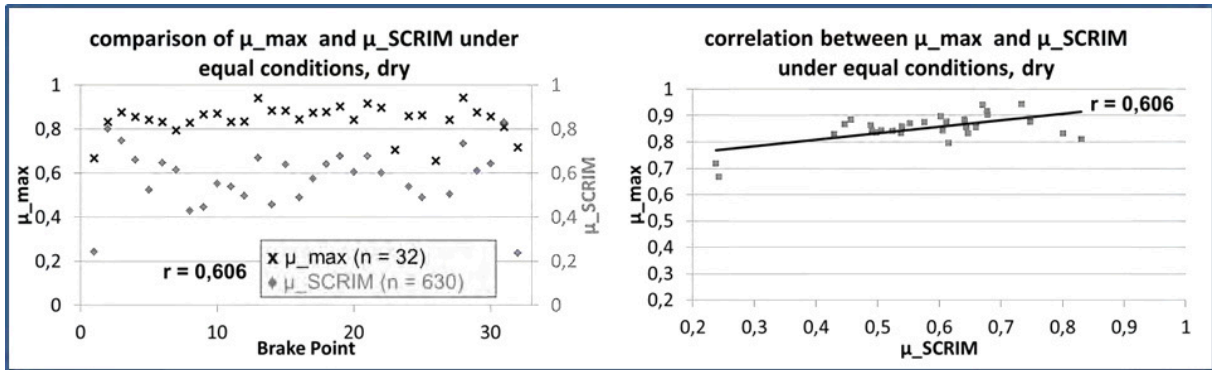 comparison of μ_max and μ_SCRIM under
equal conditions, dry
1
0,8
0,6
0,4
0,2
0
μ_max
1
0,8
0,6
0,4
0,2
0
μ_SCRIM
r = 0,606
μ_max (n = 32)
μ_SCRIM (n = 630)
0
10
20
30
Brake Point
correlation between μ_max and μ_SCRIM
under equal conditions, dry
1
0,9
0,8
0,7
0,6
0,5
0,4
0,3
0,2
μ_max
r = 0,606
0,2
0,3
0,4
0,5
0,6
0,7
0,8
0,9
1
μ_SCRIM